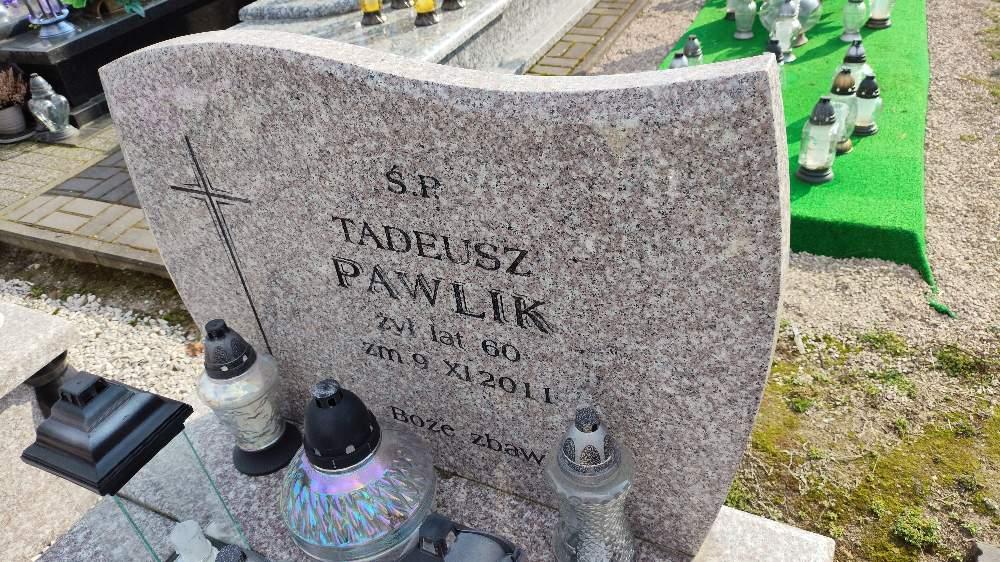 Ś.P.
TADEUSZ
PAWLIK
żył lat 60
zm 9 XI 2011
Boże zbaw